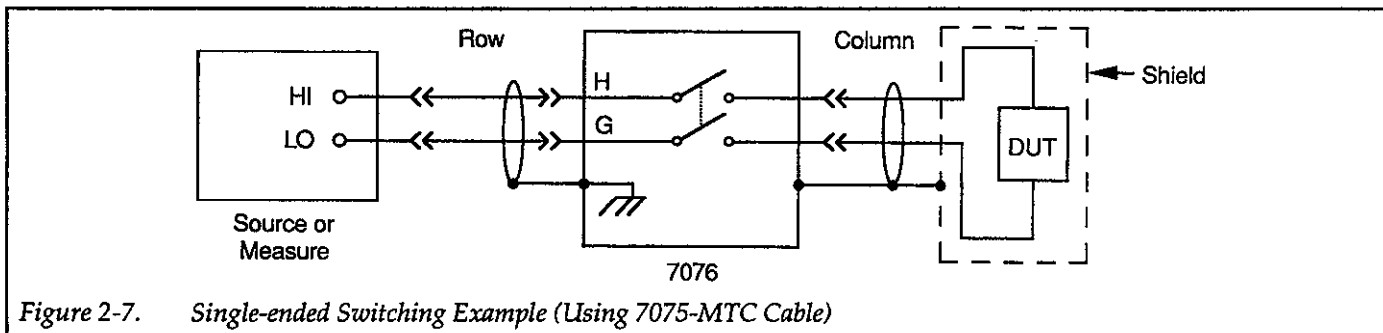 Row
Column
Shield
HI
H
LO
G
DUT
Source or
Measure
7076
Figure 2-7. Single-ended Switching Example (Using 7075-MTC Cable)